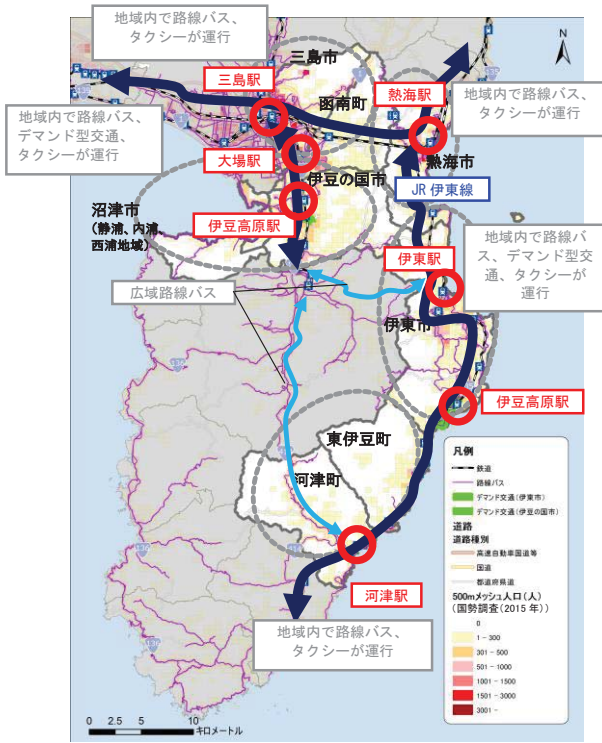 地域内で路線バス、
タクシーが運行
N
三島駅
三島市
函南町
熱海駅
地域内で路線バス、
タクシーが運行
地域内で路線バス、
デマンド型交通、
タクシーが運行
大場駅
熱海市
伊豆の国市
JR 伊東線
沼津市
(静浦、内浦、
西浦地域)
伊豆高原駅
地域内で路線バ
ス、デマンド型交
通、タクシーが
運行
伊東駅
広域路線バス
伊東市
136
伊豆高原駅
東伊豆町
河津町
凡例
鉄道
路線バス
デマンド交通(伊東市)
デマンド交通(伊豆の国市)
道路
道路種別
高速自動車国道等
国道
都道府県道
500mメッシュ人口(人)
(国勢調査(2015 年))
0
1 - 300
301 - 500
501 - 1000
1001 - 1500
1501 - 3000
3001 -
136
河津駅
地域内で路線バス、
タクシーが運行
136
0 2.5 5 10
キロメートル